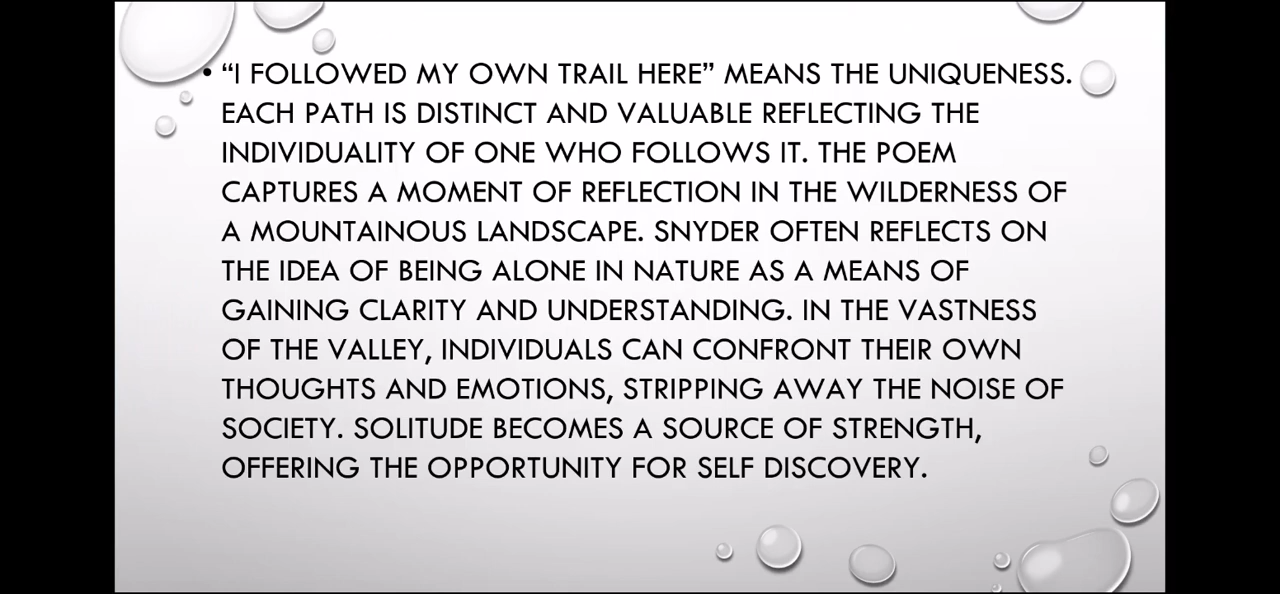 • “I FOLLOWED MY OWN TRAIL HERE” MEANS THE UNIQUENESS.
EACH PATH IS DISTINCT AND VALUABLE REFLECTING THE
INDIVIDUALITY OF ONE WHO FOLLOWS IT. THE POEM
CAPTURES A MOMENT OF REFLECTION IN THE WILDERNESS OF
A MOUNTAINOUS LANDSCAPE. SNYDER OFTEN REFLECTS ON
THE IDEA OF BEING ALONE IN NATURE AS A MEANS OF
GAINING CLARITY AND UNDERSTANDING. IN THE VASTNESS
OF THE VALLEY, INDIVIDUALS CAN CONFRONT THEIR OWN
THOUGHTS AND EMOTIONS, STRIPPING AWAY THE NOISE OF
SOCIETY. SOLITUDE BECOMES A SOURCE OF STRENGTH,
OFFERING THE OPPORTUNITY FOR SELF DISCOVERY.